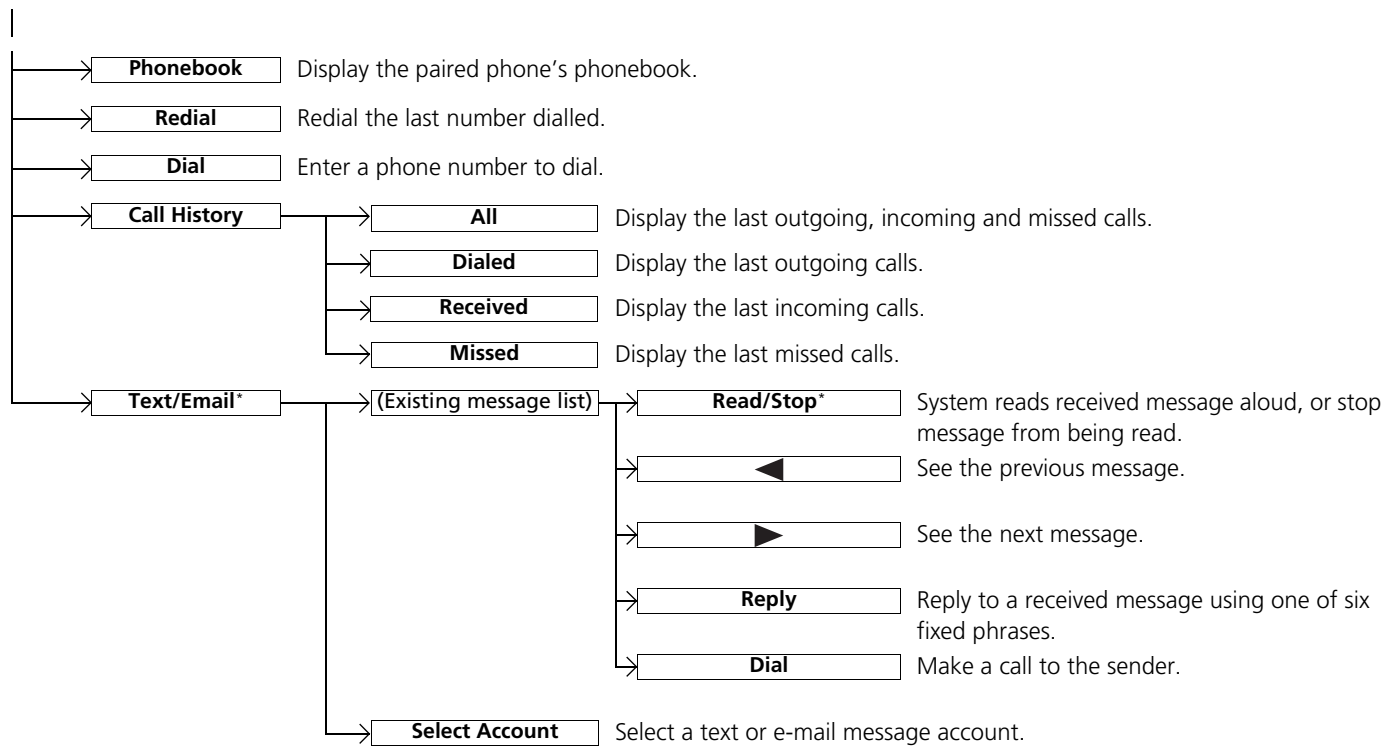 Phonebook Display the paired phone’s phonebook.
Redial Redial the last number dialled.
Dial Enter a phone number to dial.
Call History All Display the last outgoing, incoming and missed calls.
Dialed Display the last outgoing calls.
Received Display the last incoming calls.
Missed Display the last missed calls.
Text/Email* (Existing message list) Read/Stop* System reads received message aloud, or stop
message from being read.
See the previous message.
See the next message.
Reply Reply to a received message using one of six
fixed phrases.
Dial Make a call to the sender.
Select Account Select a text or e-mail message account.